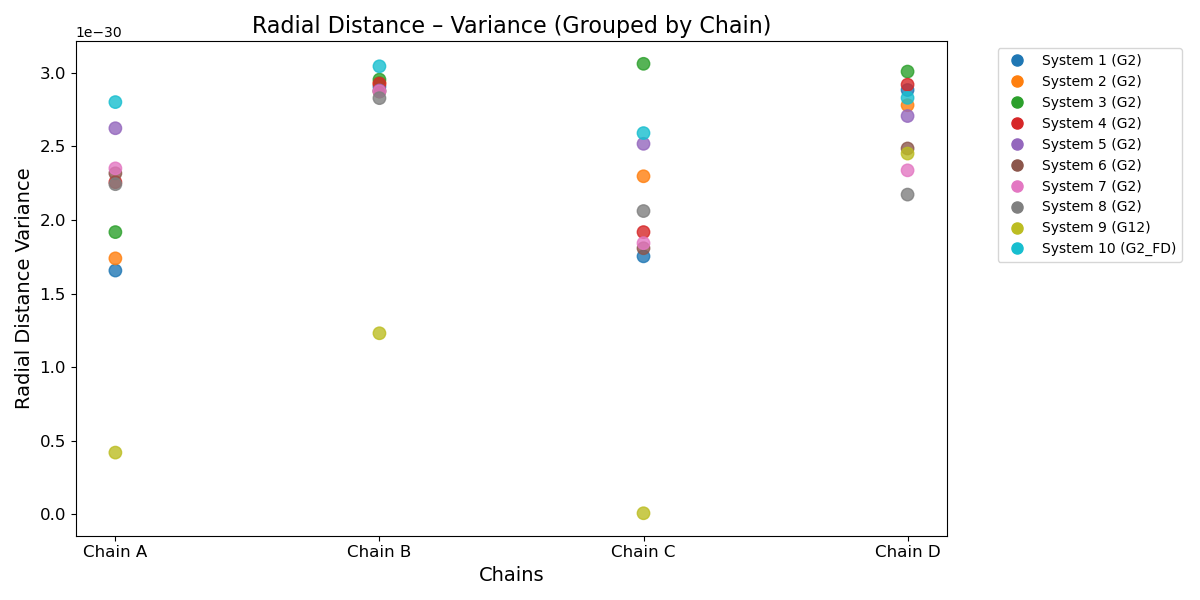 Radial Distance – Variance (Grouped by Chain)
1e−30
3.0
2.5
2.0
1.5
1.0
0.5
0.0
Radial Distance Variance
Chain A
Chain B
Chain C
Chain D
Chains
System 1 (G2)
System 2 (G2)
System 3 (G2)
System 4 (G2)
System 5 (G2)
System 6 (G2)
System 7 (G2)
System 8 (G2)
System 9 (G12)
System 10 (G2_FD)